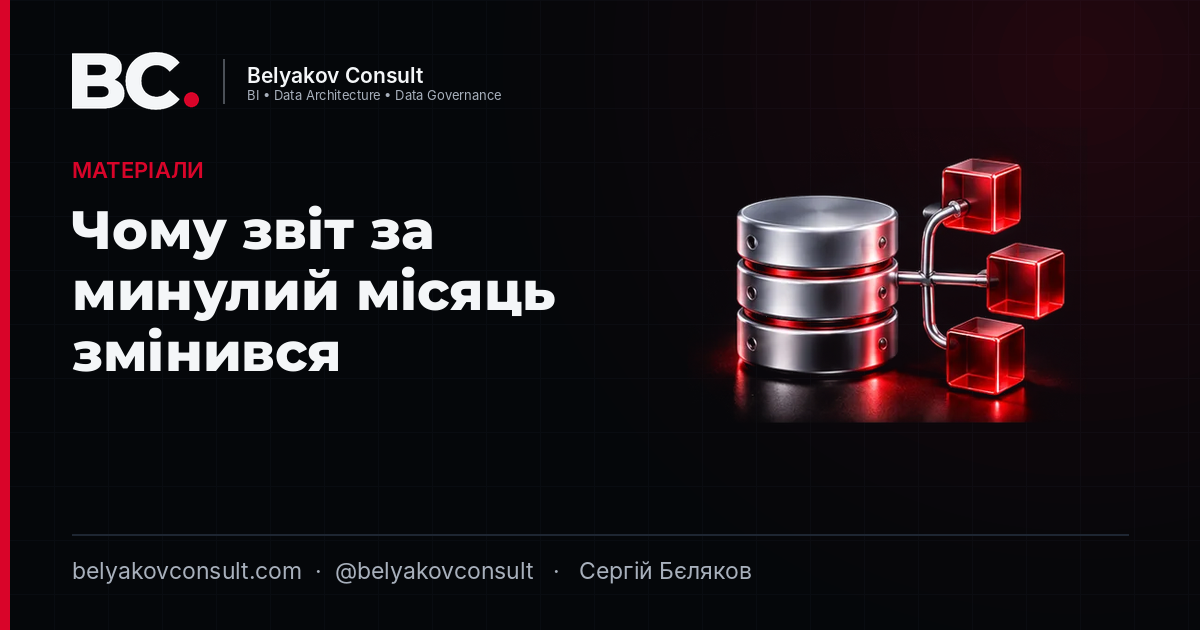 BC.
Belyakov Consult
BI • Data Architecture • Data Governance
МАТЕРІАЛИ
Чому звіт за
минулий місяць
змінився
belyakovconsult.com · @belyakovconsult · Сергій Бєляков